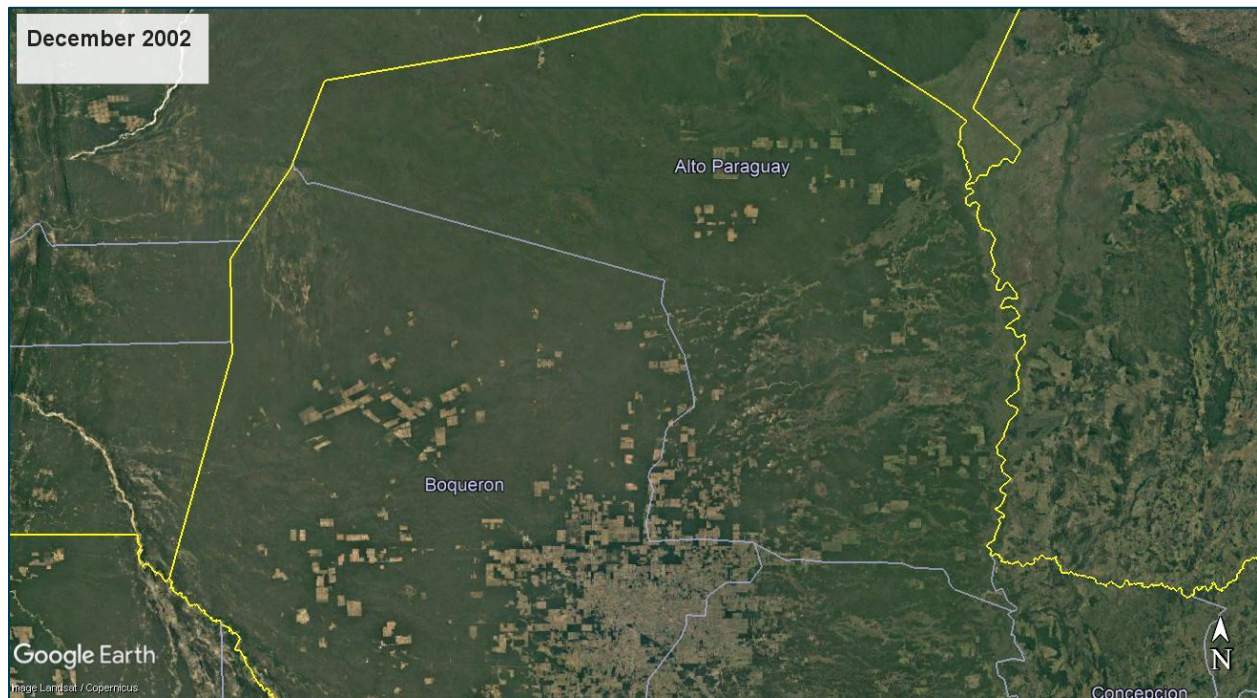 December 2002
Alto Paraguay
Boqueron
Google Earth
N
Image Landsat / Copernicus
Concepcion